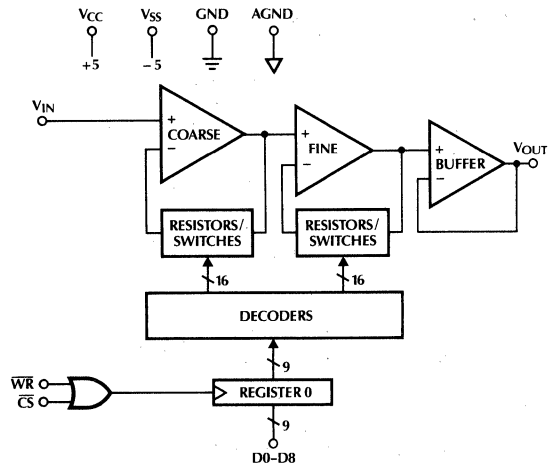 VCC VSS GND AGND
+5 −5
VIN
+ COARSE −
+ FINE −
+ BUFFER −
VOUT
RESISTORS/
SWITCHES
RESISTORS/
SWITCHES
16 16
DECODERS
9
WR
CS
REGISTER 0
9
D0–D8